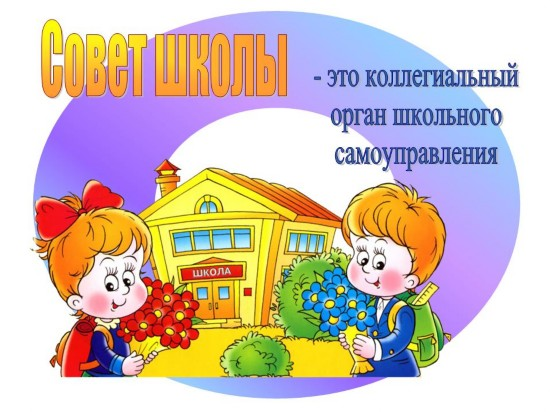 Совет школы
- это коллегиальный
орган школьного
самоуправления
ШКОЛА